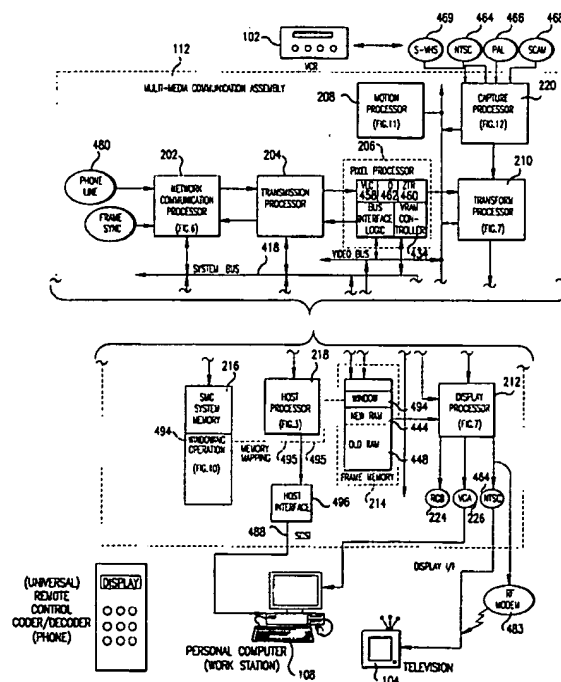 469 464 466 468
102
S-VHS NTSC PAL SCAM
VCR
112
220
MULTI-MEDIA COMMUNICATION ASSEMBLY
208
MOTION PROCESSOR (FIG.11)
CAPTURE PROCESSOR (FIG.12)
206
480
202
204
PIXEL PROCESSOR
210
PHONE LINE
NETWORK COMMUNICATION PROCESSOR (FIG.6)
TRANSMISSION PROCESSOR
VLC 458
Q 462
ZTR 460
BUS INTERFACE LOGIC
VRAM CONTROLLER
TRANSFORM PROCESSOR (FIG.7)
FRAME SYNC
434
418
VIDEO BUS
SYSTEM BUS
216
218
212
SMC SYSTEM MEMORY
HOST PROCESSOR (FIG.3)
WINDOW
494
DISPLAY PROCESSOR (FIG.7)
494
WINDOWING OPERATION (FIG.10)
NEW RAM
444
MEMORY MAPPING
OLD RAM
448
495 495
FRAME MEMORY
214
HOST INTERFACE
496
484
RGB VGA NTSC
224 226
488
SCSI
DISPLAY I/F
DISPLAY
(UNIVERSAL) REMOTE CONTROL CODER/DECODER (PHONE)
RF MODEM
483
PERSONAL COMPUTER (WORK STATION)
108
TELEVISION
104